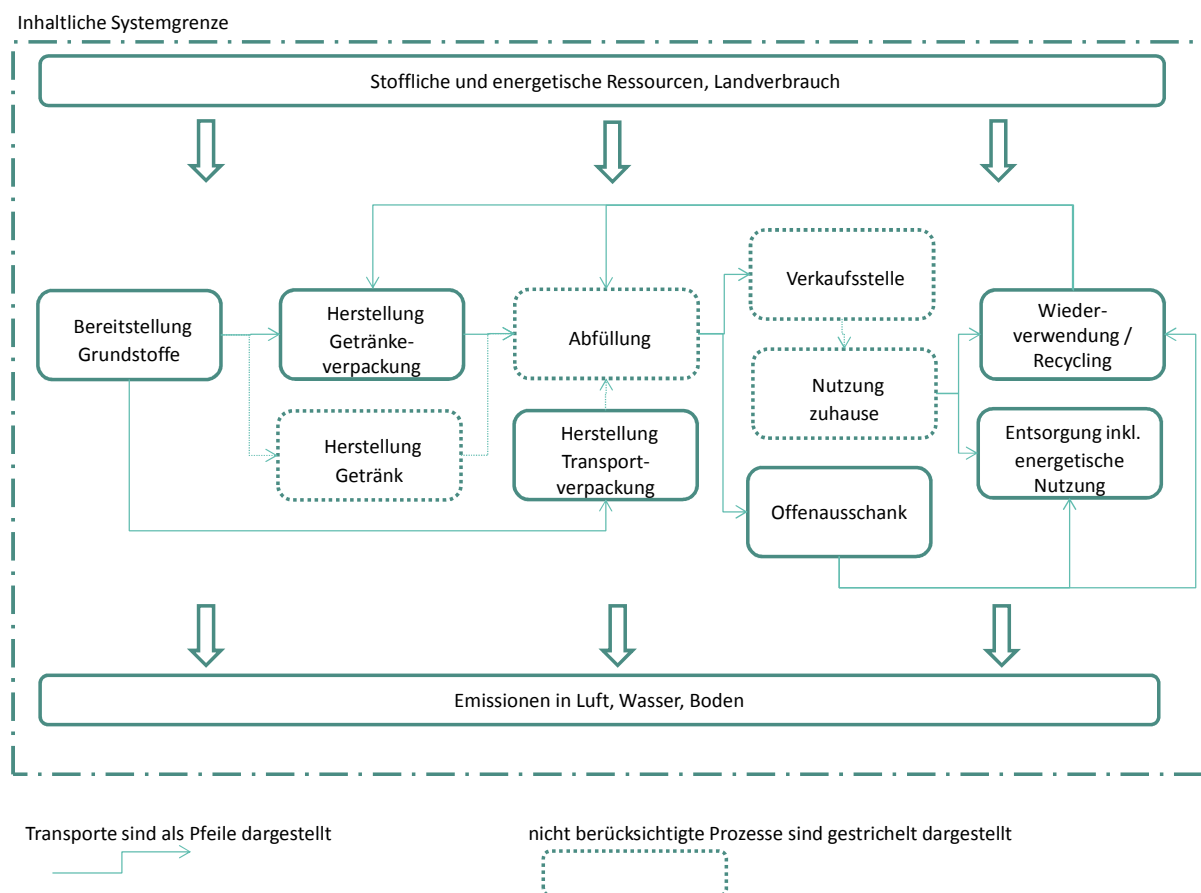 Inhaltliche Systemgrenze
Stoffliche und energetische Ressourcen, Landverbrauch
Bereitstellung
Grundstoffe
Herstellung
Getränke-
verpackung
Herstellung
Getränk
Abfüllung
Herstellung
Transport-
verpackung
Verkaufsstelle
Nutzung
zuhause
Offenausschank
Wieder-
verwendung /
Recycling
Entsorgung inkl.
energetische
Nutzung
Emissionen in Luft, Wasser, Boden
Transporte sind als Pfeile dargestellt
nicht berücksichtigte Prozesse sind gestrichelt dargestellt